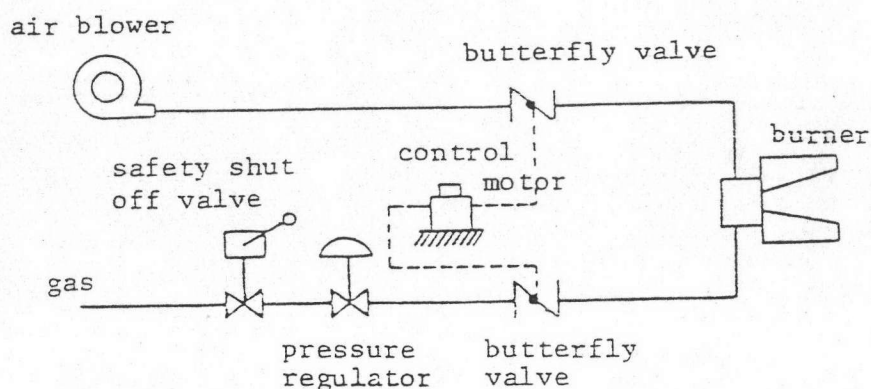 air blower
butterfly valve
burner
control
motor
safety shut
off valve
gas
pressure
regulator
butterfly
valve